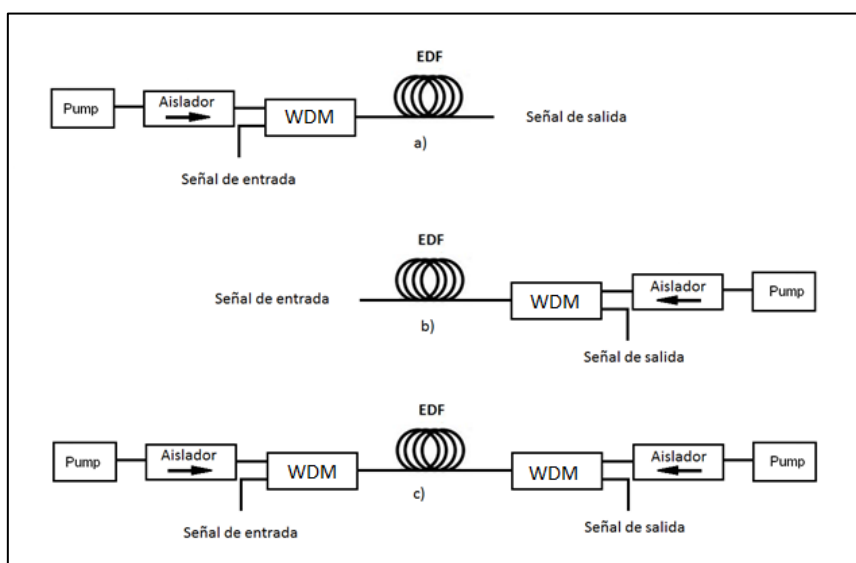 EDF
Pump
Aislador
WDM
Señal de salida
a)
Señal de entrada
EDF
Señal de entrada
WDM
Aislador
Pump
b)
Señal de salida
EDF
Pump
Aislador
WDM
WDM
Aislador
Pump
c)
Señal de entrada
Señal de salida